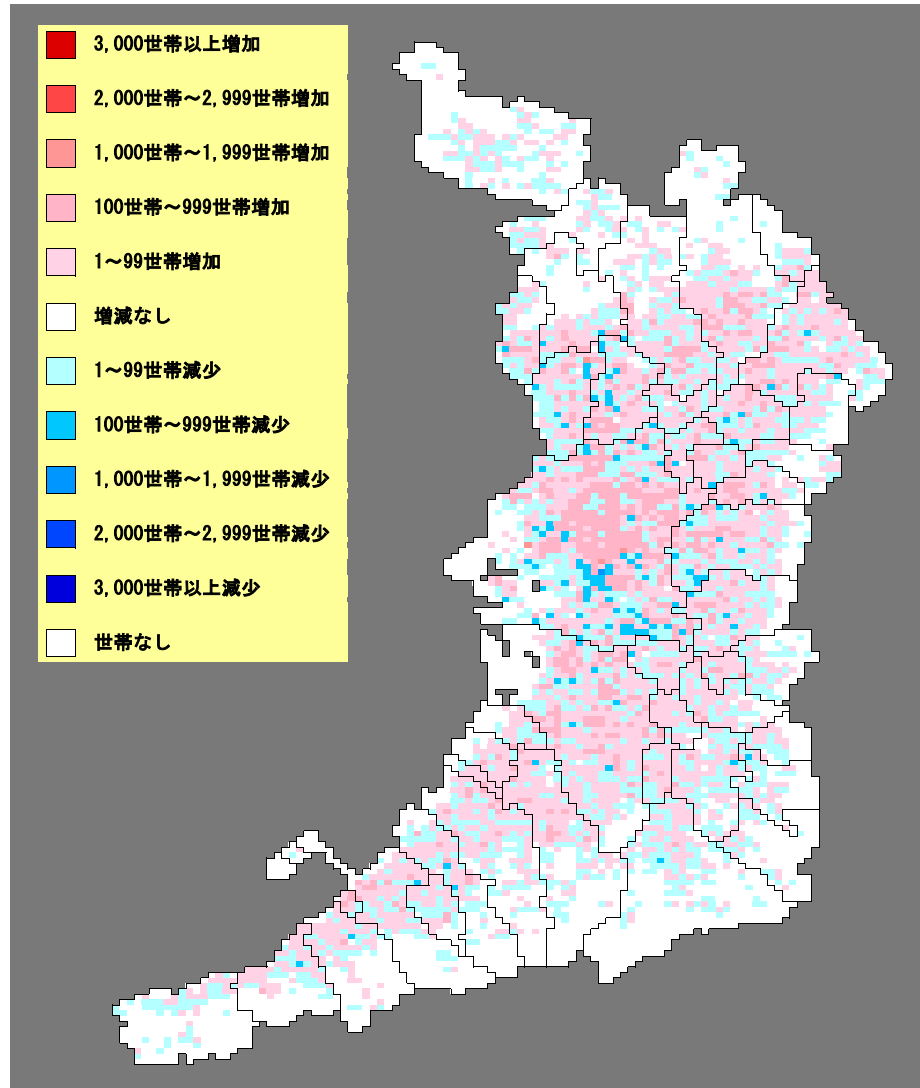 3,000世帯以上増加
2,000世帯～2,999世帯増加
1,000世帯～1,999世帯増加
100世帯～999世帯増加
1～99世帯増加
増減なし
1～99世帯減少
100世帯～999世帯減少
1,000世帯～1,999世帯減少
2,000世帯～2,999世帯減少
3,000世帯以上減少
世帯なし